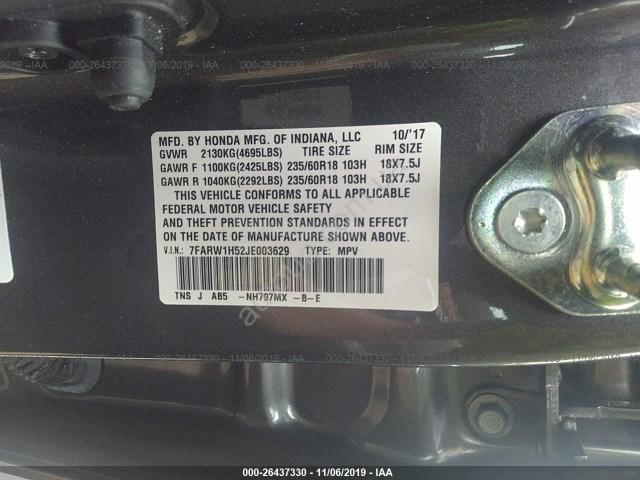 000-26437330 - 11/06/2019 - IAA
MFD. BY HONDA MFG. OF INDIANA, LLC 10/'17
GVWR 2130KG(4695LBS) TIRE SIZE RIM SIZE
GAWR F 1100KG(2425LBS) 235/60R18 103H 18X7.5J
GAWR R 1040KG(2292LBS) 235/60R18 103H 18X7.5J
THIS VEHICLE CONFORMS TO ALL APPLICABLE
FEDERAL MOTOR VEHICLE SAFETY
AND THEFT PREVENTION STANDARDS IN EFFECT
ON THE DATE OF MANUFACTURE SHOWN ABOVE.
V.I.N.: 7FARW1H52JE003629 TYPE: MPV
TNS J AB5 -NH797MX -B-E
000-26437330 - 11/06/2019 - IAA